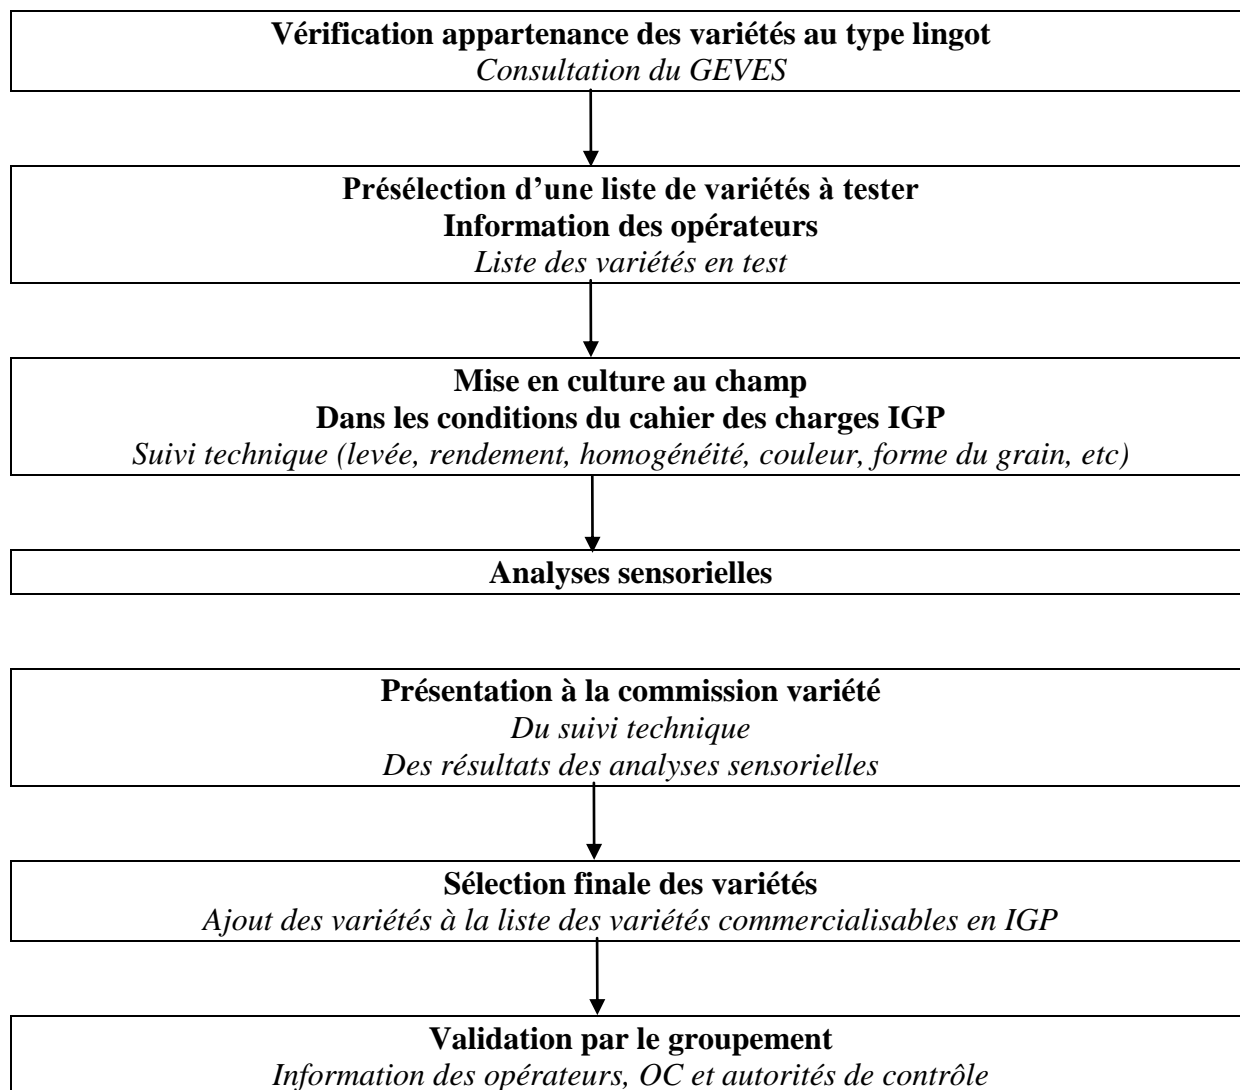 Vérification appartenance des variétés au type lingot
Consultation du GEVES
Présélection d’une liste de variétés à tester
Information des opérateurs
Liste des variétés en test
Mise en culture au champ
Dans les conditions du cahier des charges IGP
Suivi technique (levée, rendement, homogénéité, couleur, forme du grain, etc)
Analyses sensorielles
Présentation à la commission variété
Du suivi technique
Des résultats des analyses sensorielles
Sélection finale des variétés
Ajout des variétés à la liste des variétés commercialisables en IGP
Validation par le groupement
Information des opérateurs, OC et autorités de contrôle